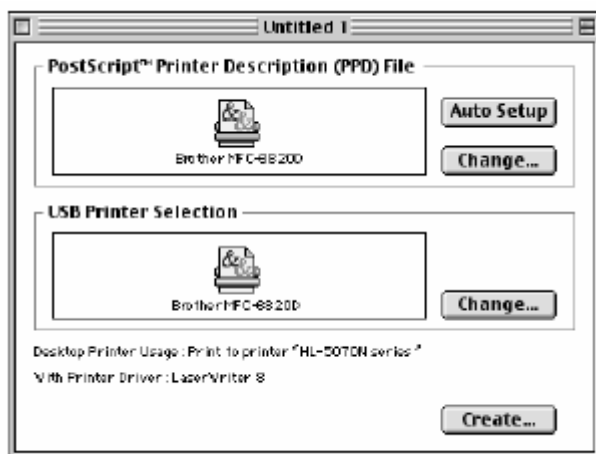 Untitled 1
PostScript™ Printer Description (PPD) File
Auto Setup
Brother MFC-8820D
Change...
USB Printer Selection
Brother MFC-8820D
Change...
Desktop Printer Usage : Print to printer "HL-5070N series "
With Printer Driver : LaserWriter 8
Create...